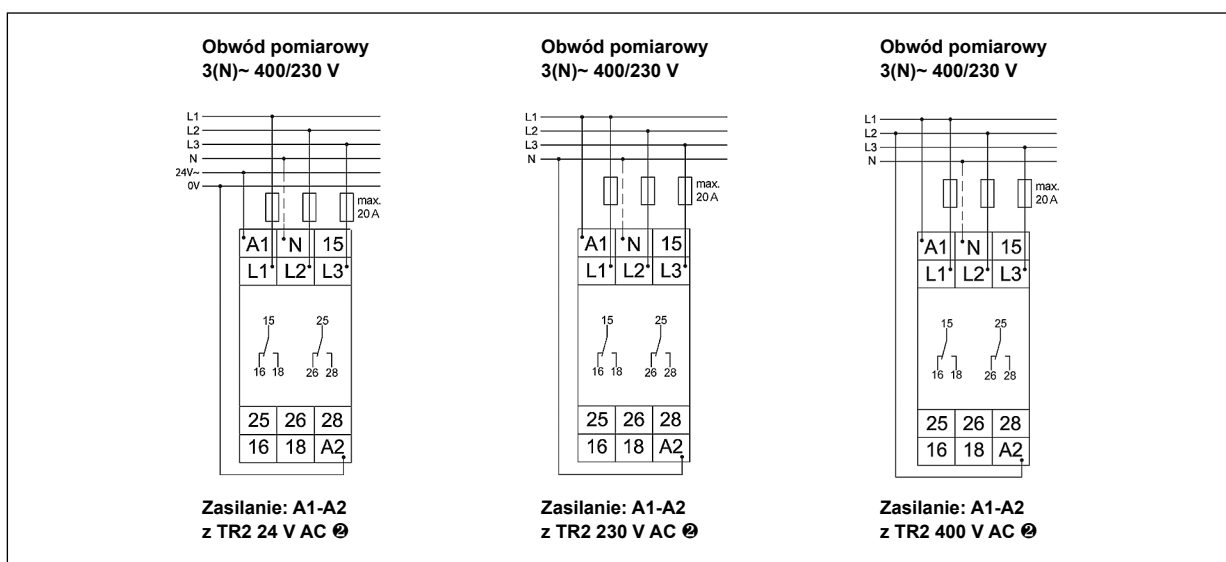 Obwód pomiarowy
3(N)~ 400/230 V
L1
L2
L3
N
24V~
0V
max.
20 A
A1 N 15
L1 L2 L3
15 25
16 18 26 28
25 26 28
16 18 A2
Zasilanie: A1-A2
z TR2 24 V AC ❷
Obwód pomiarowy
3(N)~ 400/230 V
L1
L2
L3
N
max.
20 A
A1 N 15
L1 L2 L3
15 25
16 18 26 28
25 26 28
16 18 A2
Zasilanie: A1-A2
z TR2 230 V AC ❷
Obwód pomiarowy
3(N)~ 400/230 V
L1
L2
L3
N
max.
20 A
A1 N 15
L1 L2 L3
15 25
16 18 26 28
25 26 28
16 18 A2
Zasilanie: A1-A2
z TR2 400 V AC ❷